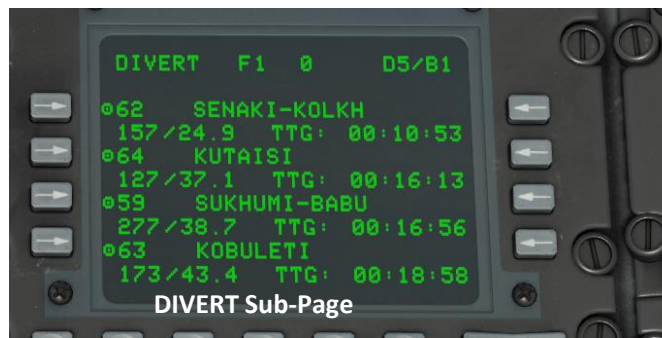 DIVERT F1 0 D5/B1
62 SENAKI-KOLKH
157/24.9 TTG: 00:10:53
64 KUTAISI
127/37.1 TTG: 00:16:13
59 SUKHUMI-BABU
277/38.7 TTG: 00:16:56
63 KOBULETI
173/43.4 TTG: 00:18:58
DIVERT Sub-Page